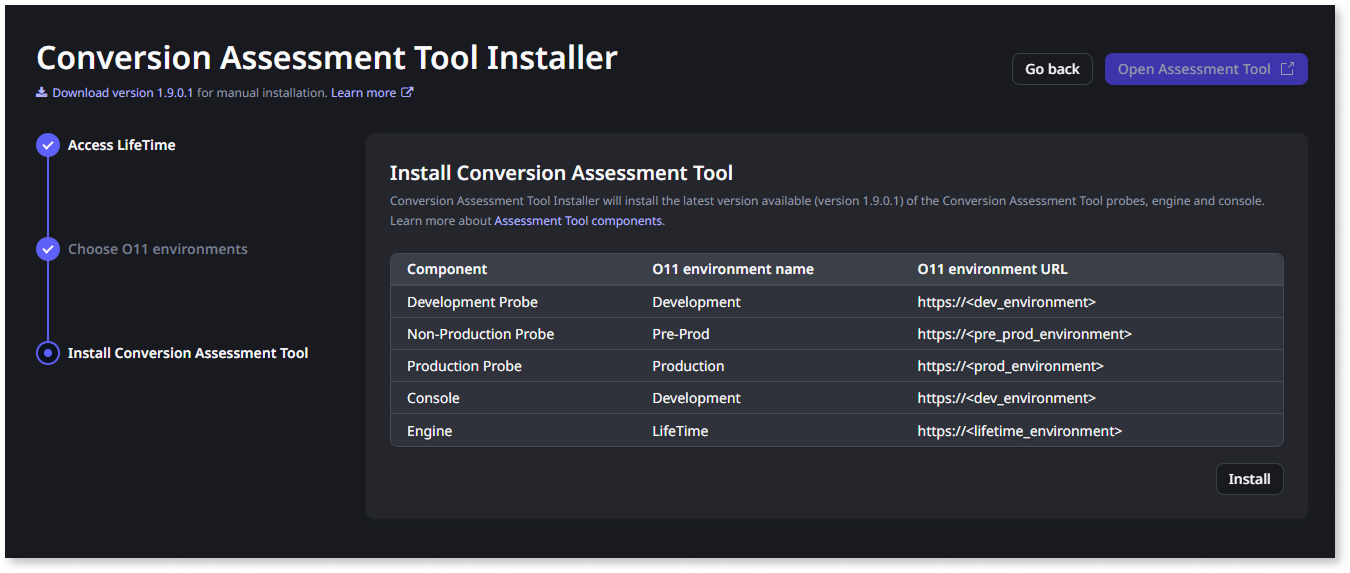 Conversion Assessment Tool Installer
Download version 1.9.0.1 for manual installation. Learn more
Go back
Open Assessment Tool
Access LifeTime
Choose O11 environments
Install Conversion Assessment Tool
Install Conversion Assessment Tool
Conversion Assessment Tool Installer will install the latest version available (version 1.9.0.1) of the Conversion Assessment Tool probes, engine and console.
Learn more about Assessment Tool components.
Component O11 environment name O11 environment URL
Development Probe Development https://<dev_environment>
Non-Production Probe Pre-Prod https://<pre_prod_environment>
Production Probe Production https://<prod_environment>
Console Development https://<dev_environment>
Engine LifeTime https://<lifetime_environment>
Install